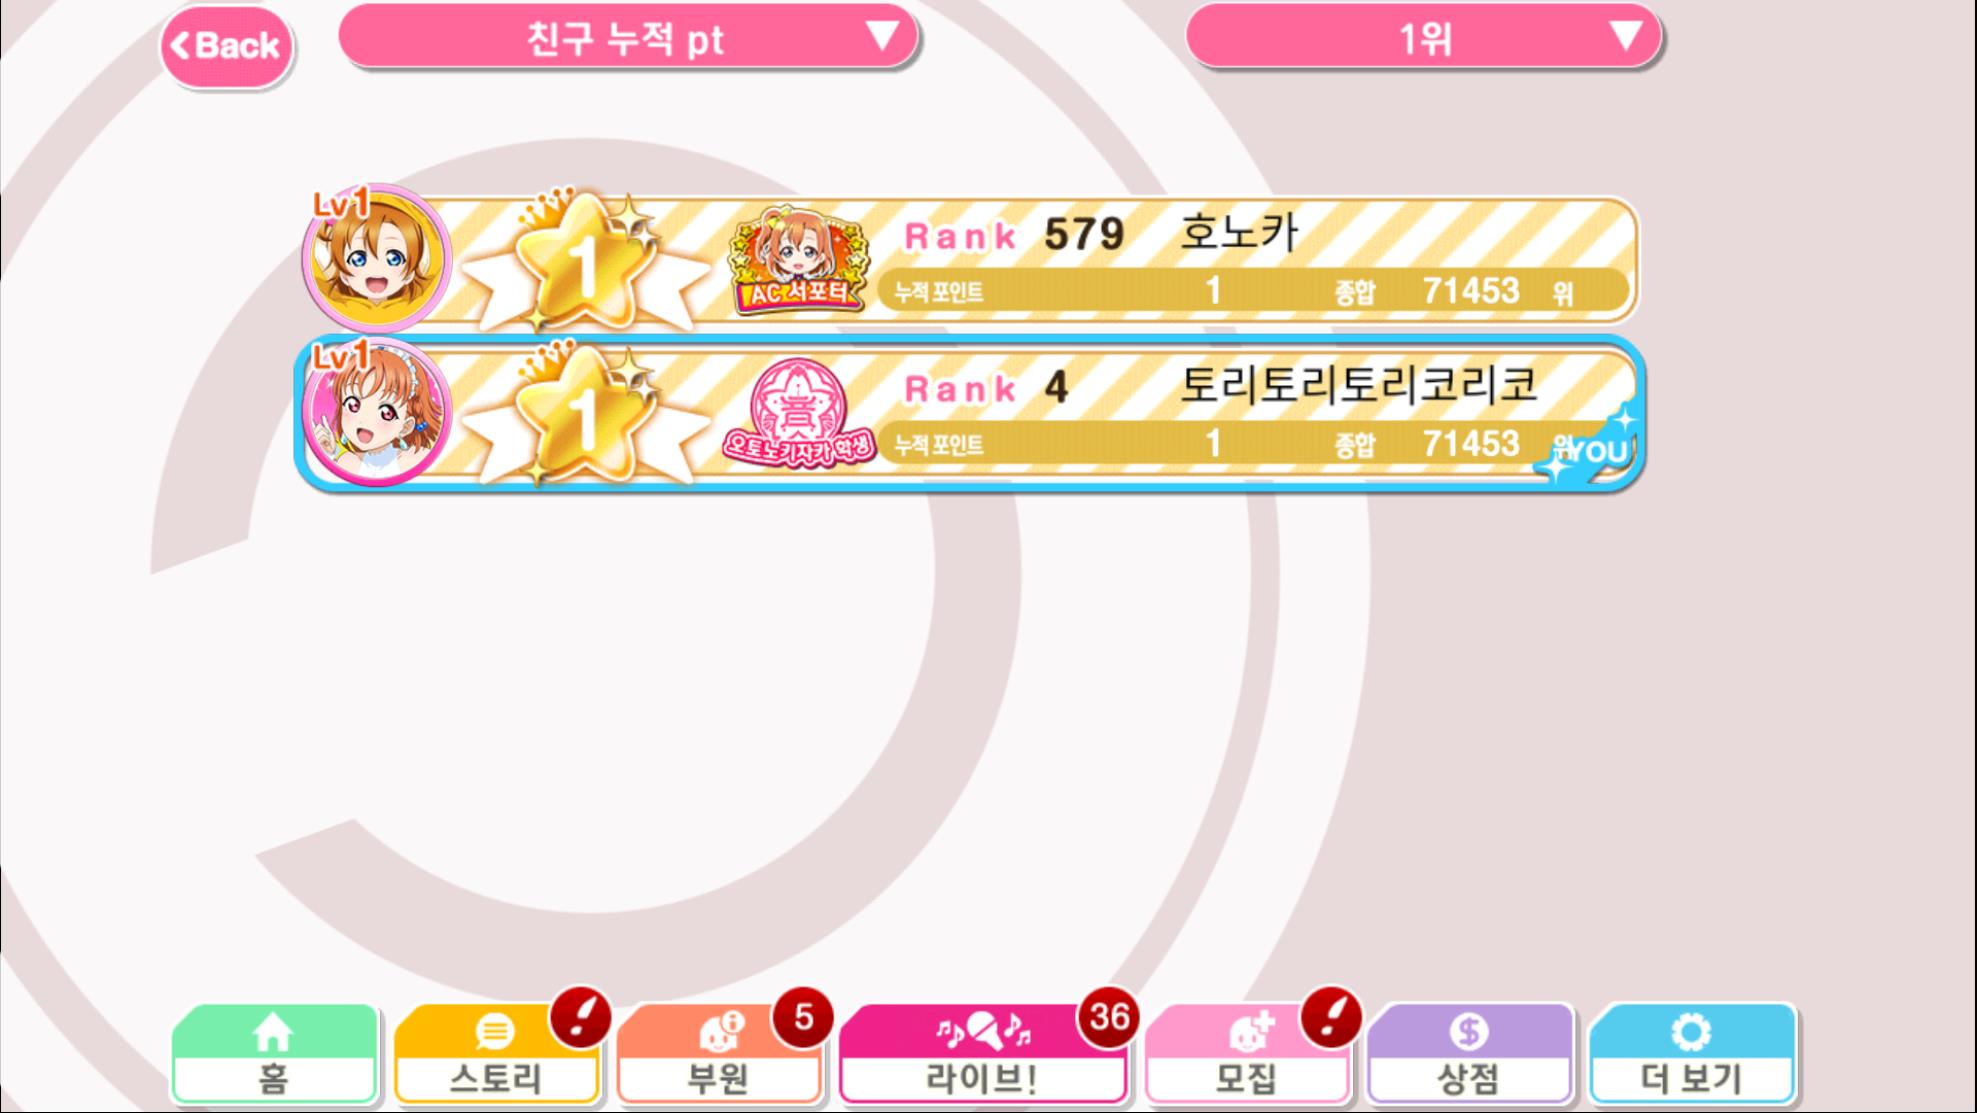 Back
친구 누적 pt
1위
Lv1
1
AC 서포터
Rank 579 호노카
누적 포인트 1 종합 71453 위
Lv1
1
오토노키자카 학생
Rank 4 토리토리토리코리코
누적 포인트 1 종합 71453 위
YOU
5
36
홈
스토리
부원
라이브!
모집
상점
더 보기